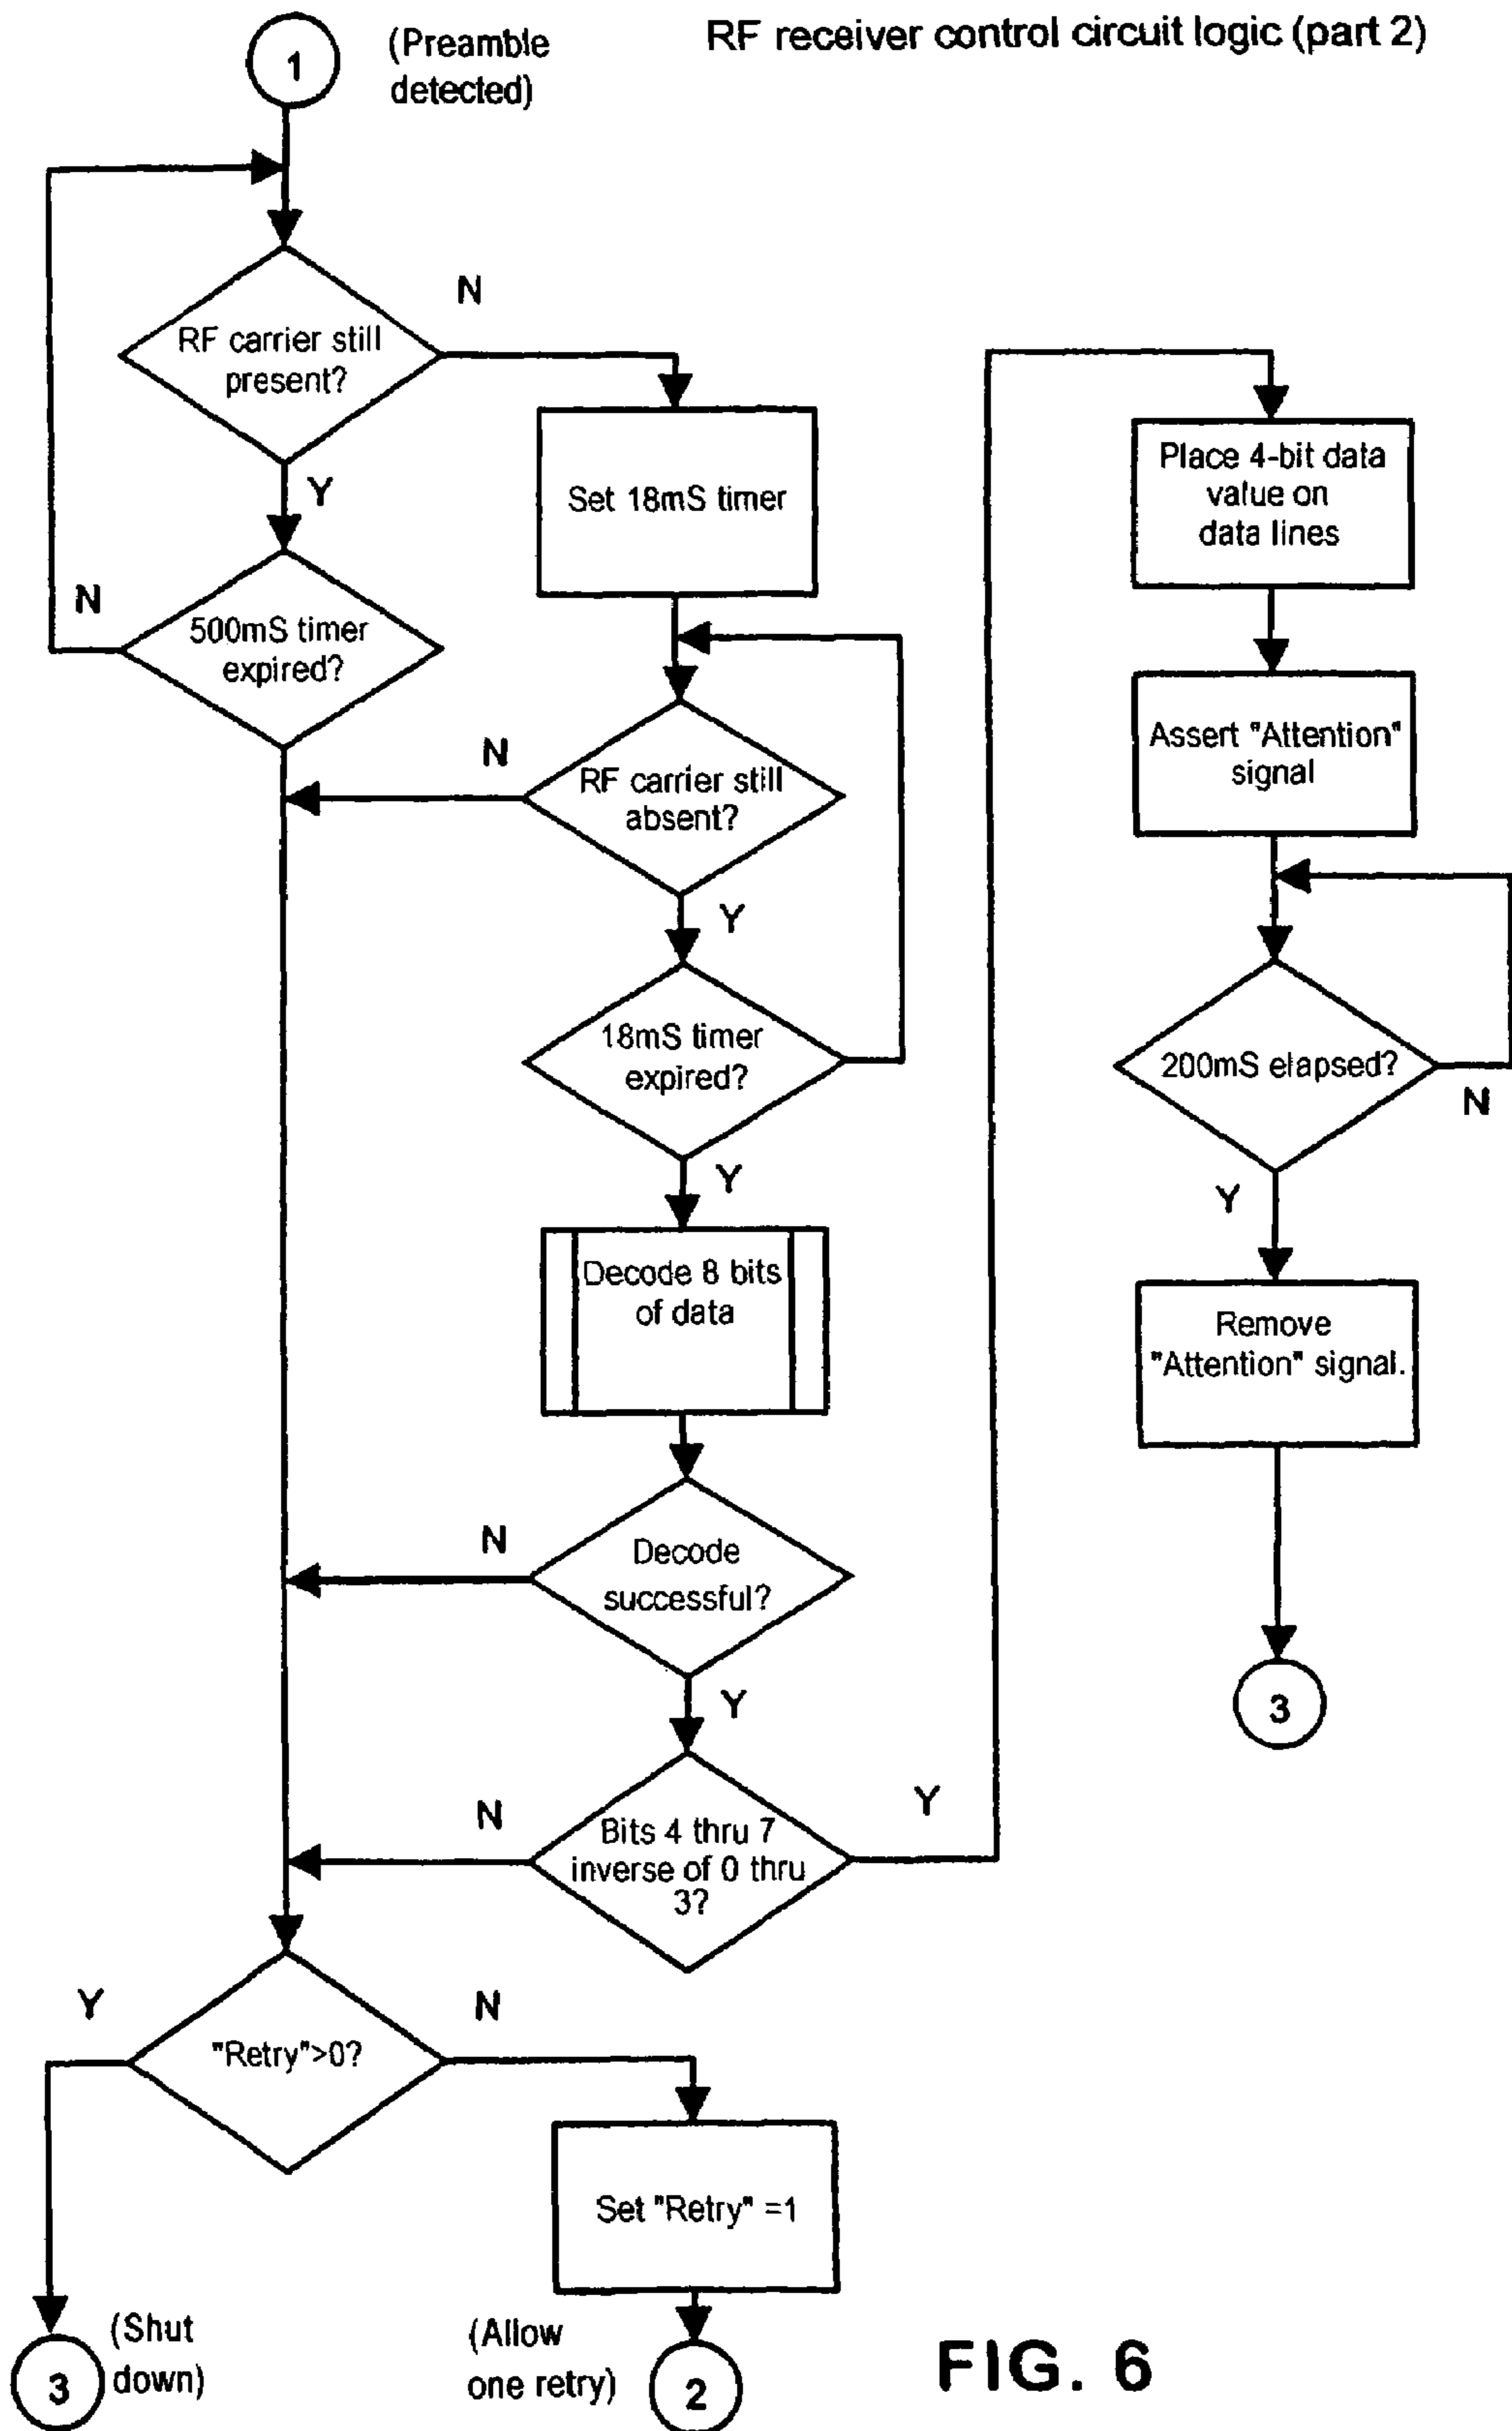 RF receiver control circuit logic (part 2)
1
(Preamble
detected)
RF carrier still
present?
N
Y
500mS timer
expired?
N
Set 18mS timer
RF carrier still
absent?
N
Y
18mS timer
expired?
Y
Decode 8 bits
of data
Decode
successful?
N
Y
Bits 4 thru 7
inverse of 0 thru
3?
N
Y
Place 4-bit data
value on
data lines
Assert "Attention"
signal
200mS elapsed?
N
Y
Remove
"Attention" signal.
3
"Retry">0?
Y
N
Set "Retry" =1
3
(Shut
down)
(Allow
one retry)
2
FIG. 6